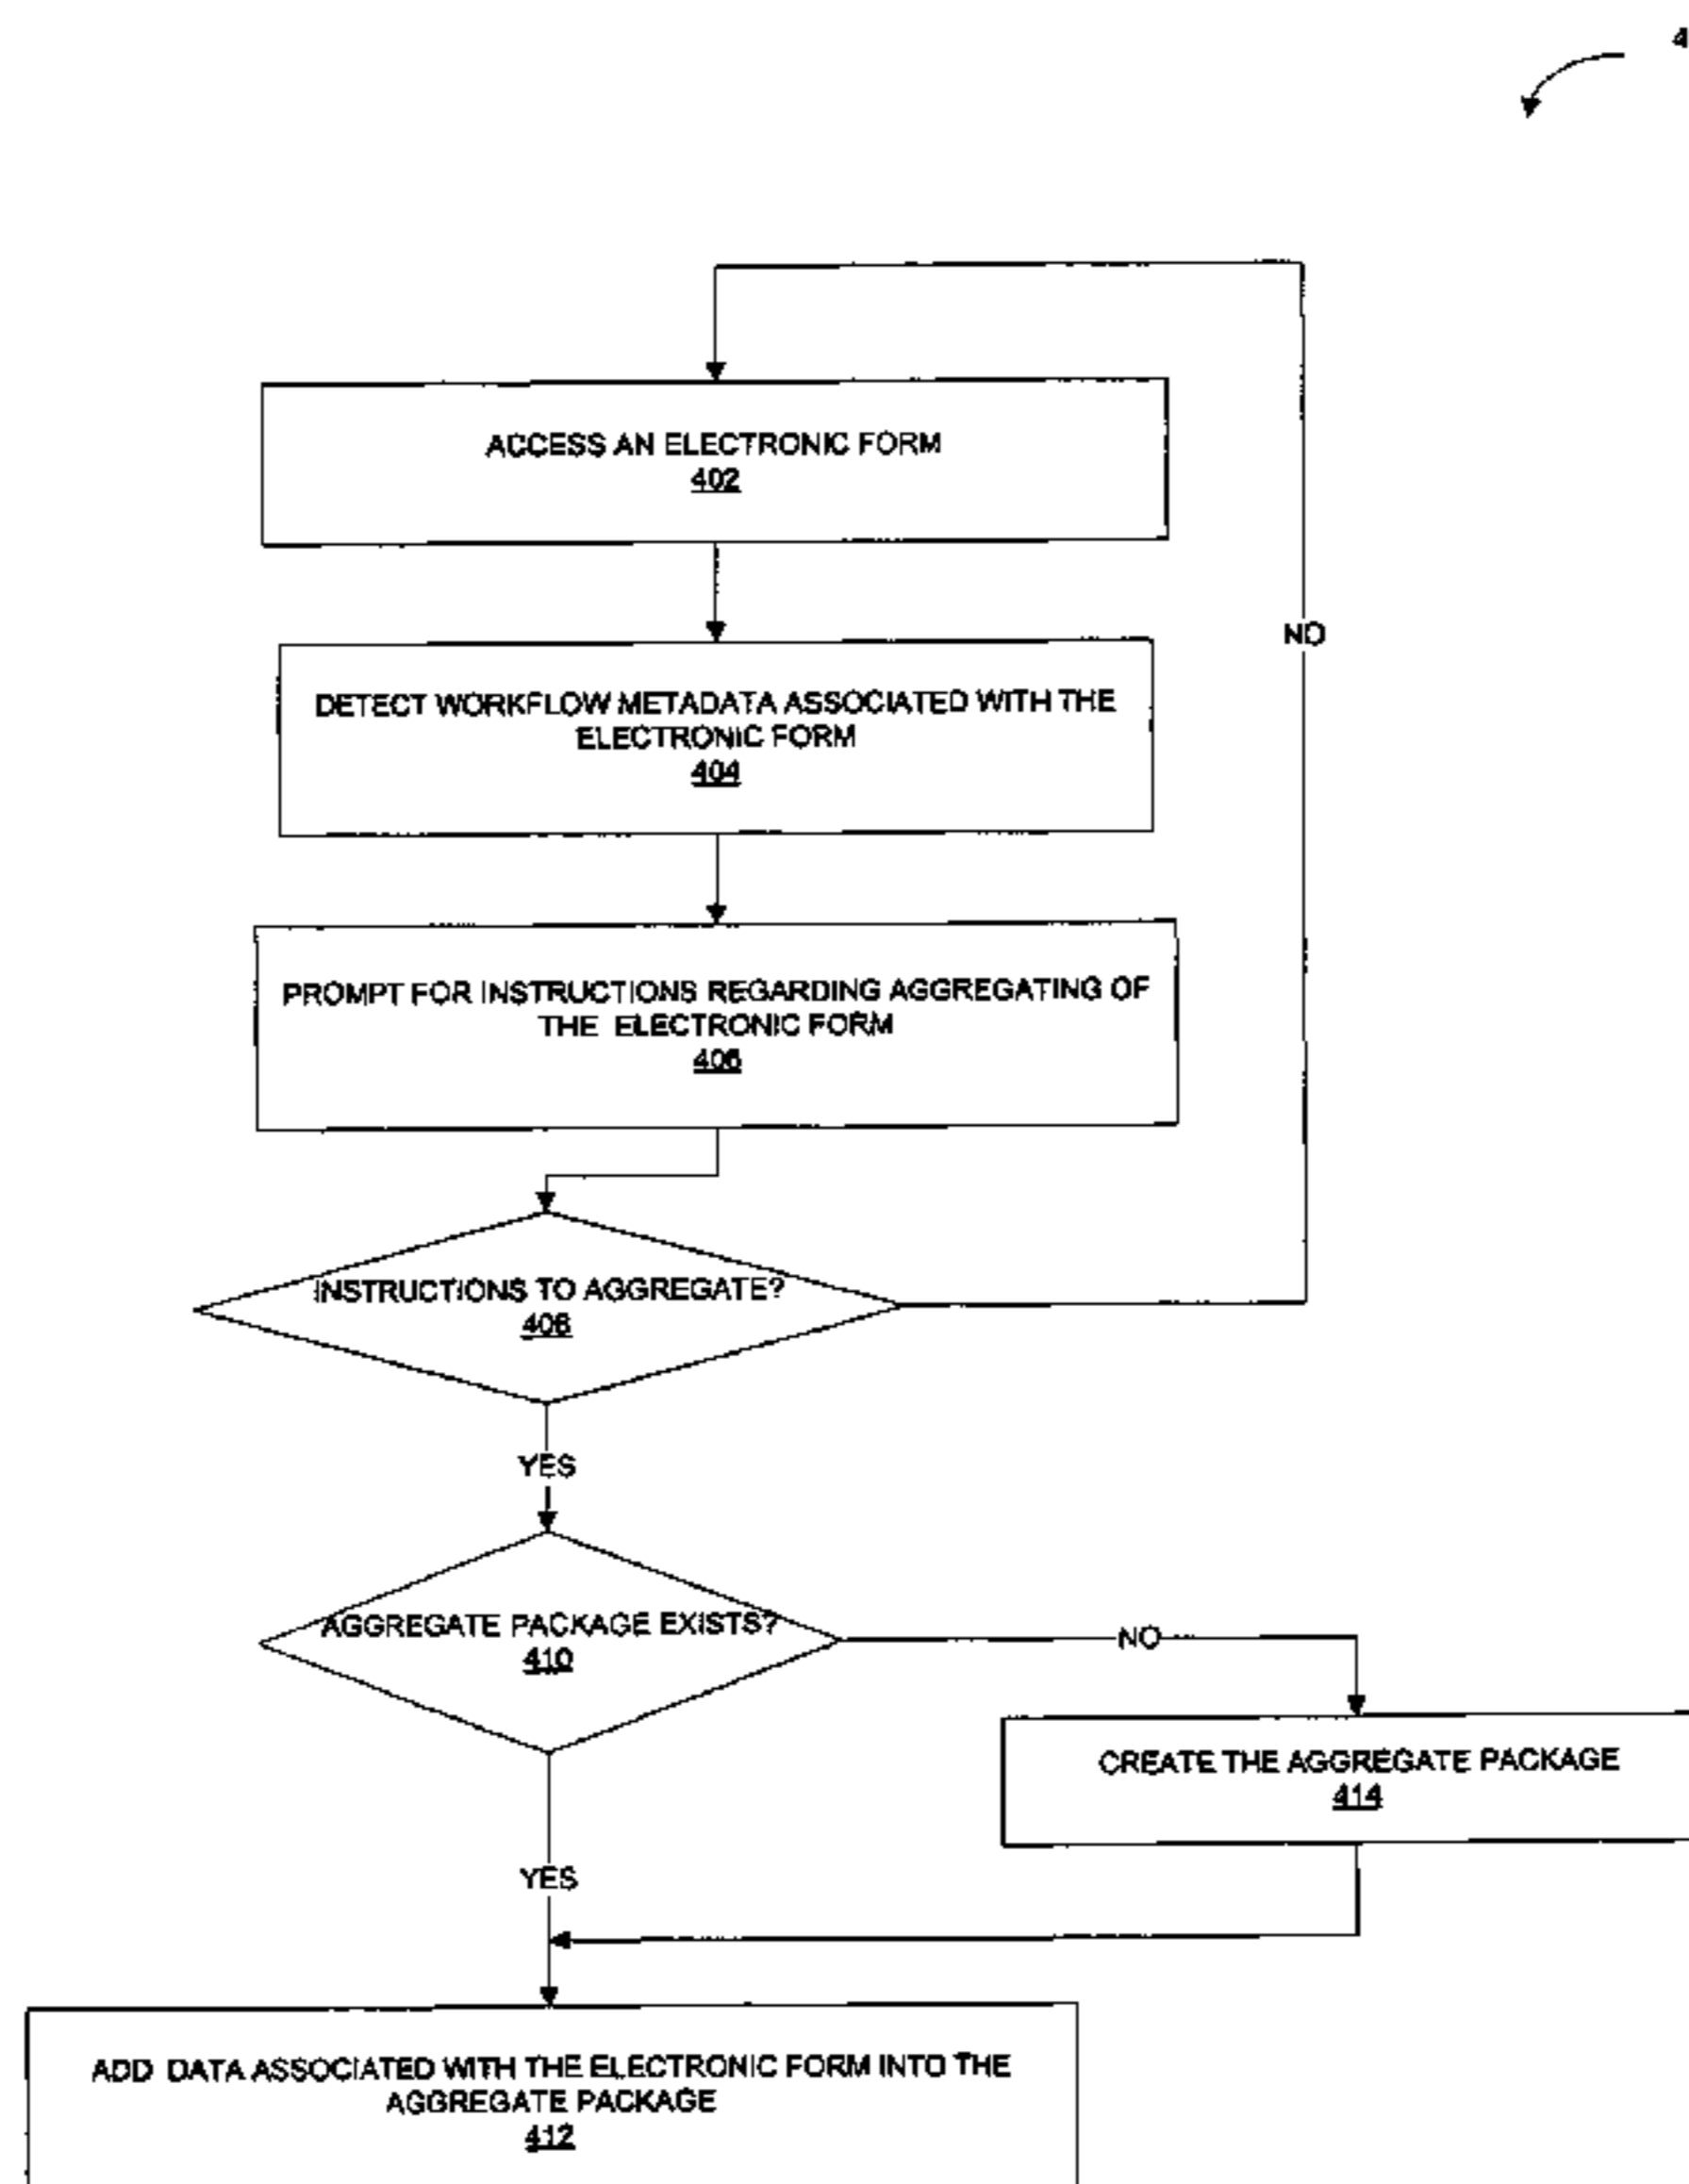 4
ACCESS AN ELECTRONIC FORM
402
DETECT WORKFLOW METADATA ASSOCIATED WITH THE
ELECTRONIC FORM
404
PROMPT FOR INSTRUCTIONS REGARDING AGGREGATING OF
THE ELECTRONIC FORM
406
NO
INSTRUCTIONS TO AGGREGATE?
408
YES
AGGREGATE PACKAGE EXISTS?
410
NO
CREATE THE AGGREGATE PACKAGE
414
YES
ADD DATA ASSOCIATED WITH THE ELECTRONIC FORM INTO THE
AGGREGATE PACKAGE
412